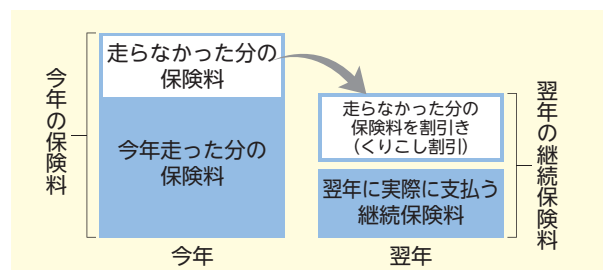 今年の保険料
走らなかった分の
保険料
今年走った分の
保険料
今年
走らなかった分の
保険料を割引き
(くりこし割引)
翌年に実際に支払う
継続保険料
翌年
翌年の継続保険料